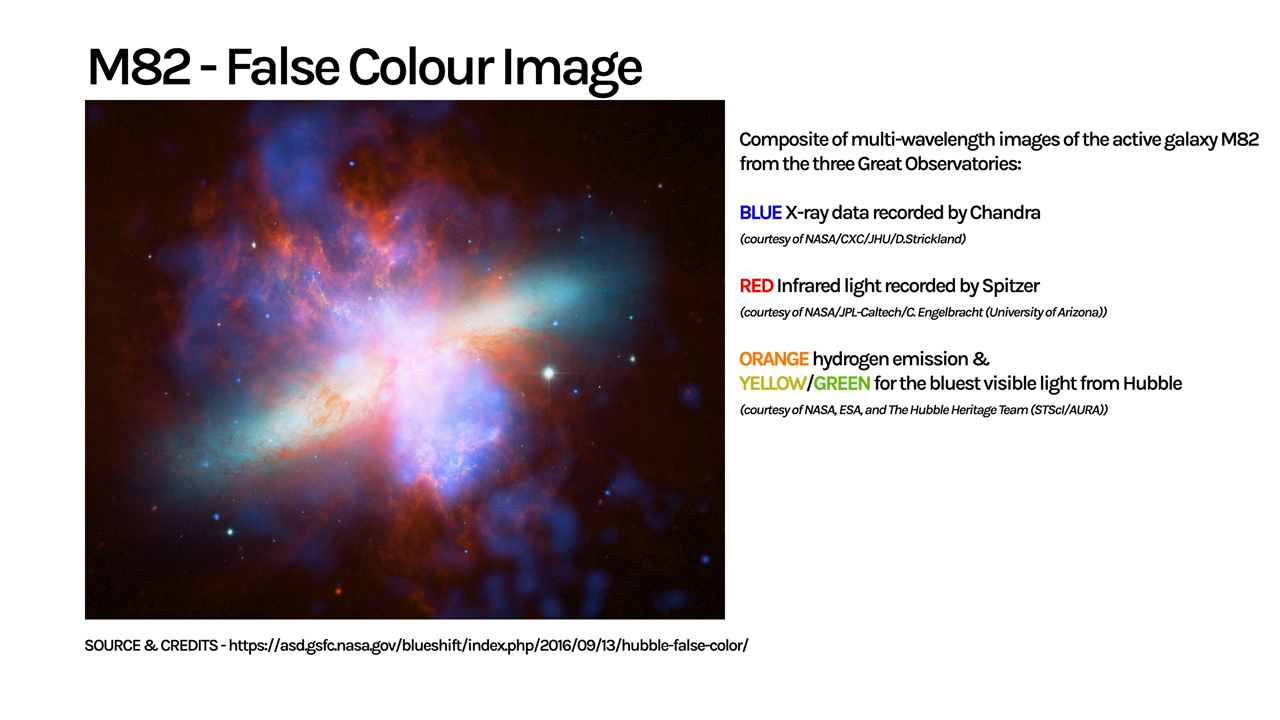 M82 - False Colour Image
Composite of multi-wavelength images of the active galaxy M82
from the three Great Observatories:
BLUE X-ray data recorded by Chandra
(courtesy of NASA/CXC/JHU/D.Strickland)
RED Infrared light recorded by Spitzer
(courtesy of NASA/JPL-Caltech/C. Engelbracht (University of Arizona))
ORANGE hydrogen emission &
YELLOW/GREEN for the bluest visible light from Hubble
(courtesy of NASA, ESA, and The Hubble Heritage Team (STScI/AURA))
SOURCE & CREDITS - https://asd.gsfc.nasa.gov/blueshift/index.php/2016/09/13/hubble-false-color/